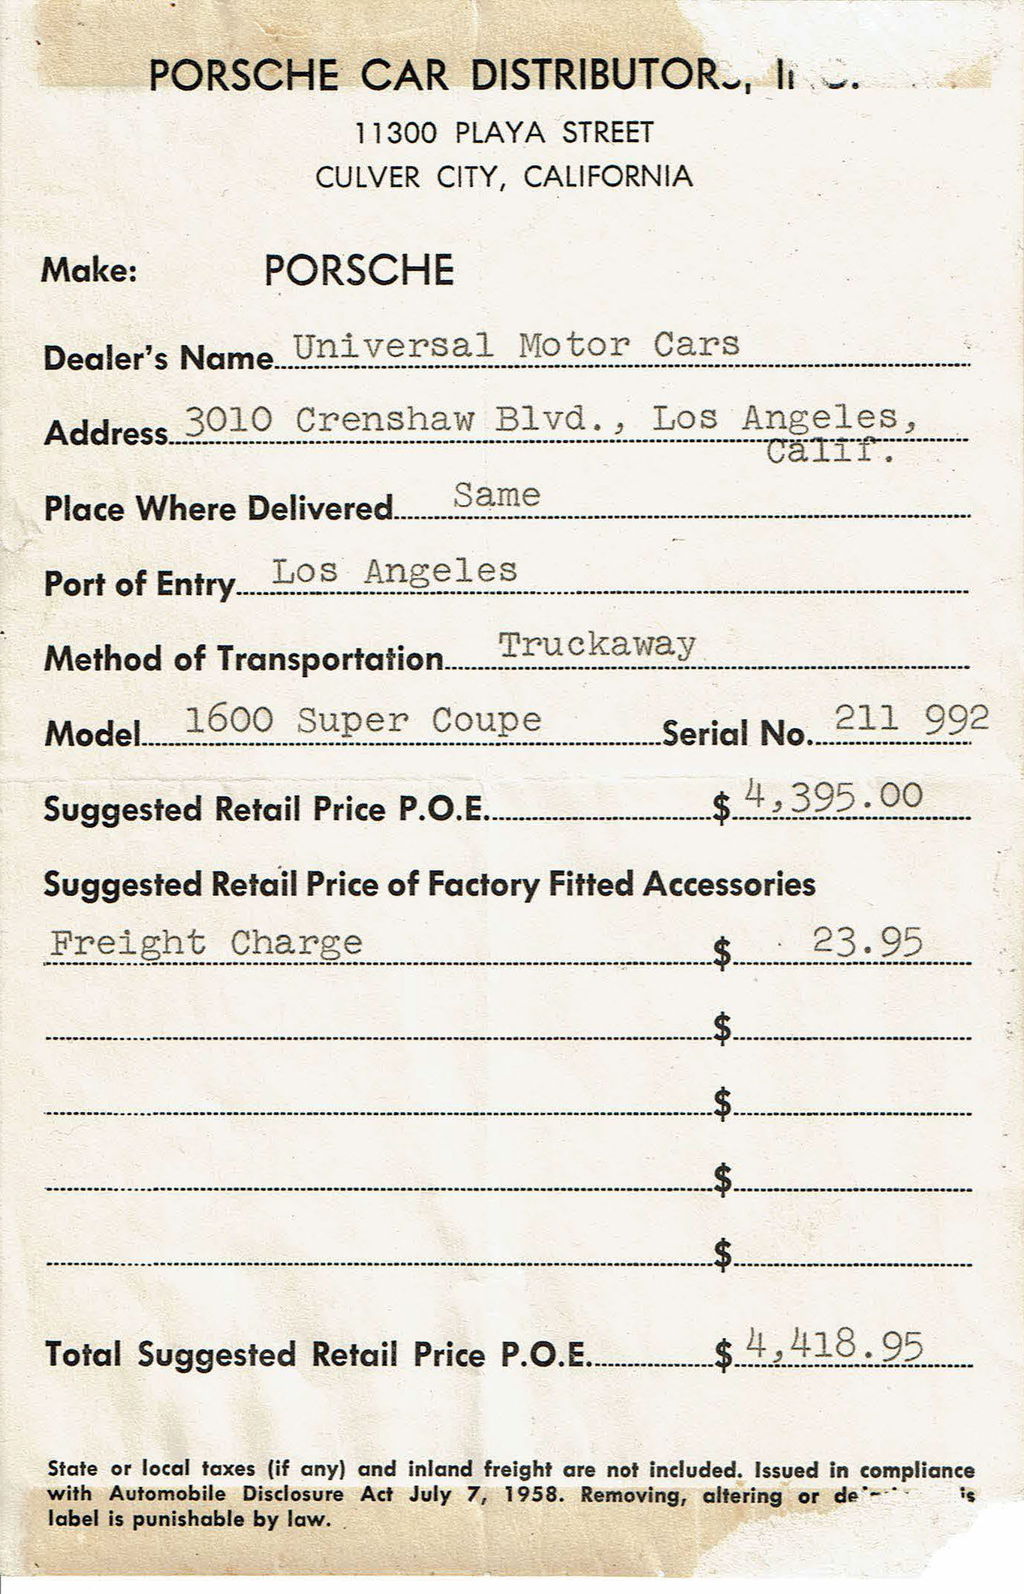 PORSCHE CAR DISTRIBUTORS,
11300 PLAYA STREET
CULVER CITY, CALIFORNIA
Make: PORSCHE
Dealer's Name Universal Motor Cars
Address 3010 Crenshaw Blvd., Los Angeles,
Calif.
Place Where Delivered Same
Port of Entry Los Angeles
Method of Transportation Truckaway
Model 1600 Super Coupe Serial No. 211 992
Suggested Retail Price P.O.E. $ 4,395.00
Suggested Retail Price of Factory Fitted Accessories
Freight Charge $ 23.95
$
$
$
$
Total Suggested Retail Price P.O.E. $ 4,418.95
State or local taxes (if any) and inland freight are not included. Issued in compliance
with Automobile Disclosure Act July 7, 1958. Removing, altering or
label is punishable by law.